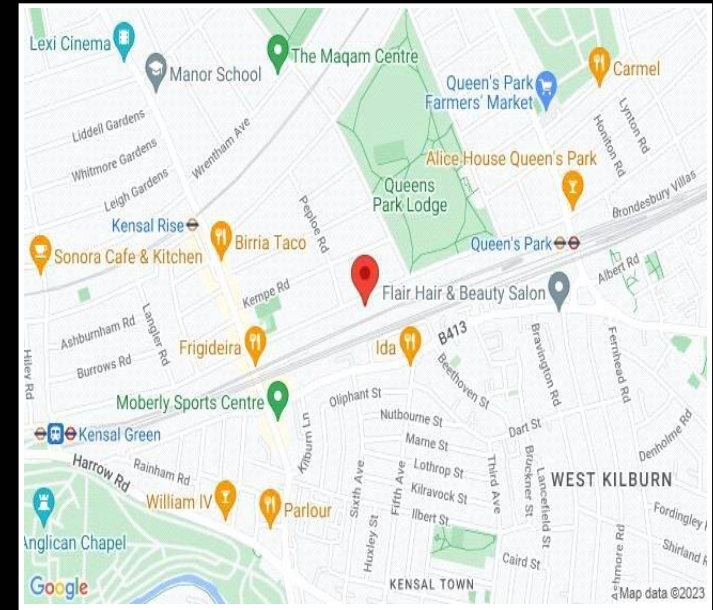 Lexi Cinema
Manor School
The Maqam Centre
Carmel
Queen's Park
Farmers' Market
Lynton Rd
Honiton Rd
Liddell Gardens
Wrentham Ave
Whitmore Gardens
Alice House Queen's Park
Leigh Gardens
Queens
Park Lodge
Brondesbury Villas
Peploe Rd
Kensal Rise
Birria Taco
Queen's Park
Sonora Cafe & Kitchen
Albert Rd
Kempe Rd
Flair Hair & Beauty Salon
Langler Rd
Ashburnham Rd
Frigideira
Ida
B413
Bravington Rd
Fernhead Rd
Hiley Rd
Burrows Rd
Beethoven St
Moberly Sports Centre
Oliphant St
Kilburn Ln
Nutbourne St
Dart St
Kensal Green
Marne St
Denholme Rd
Harrow Rd
Rainham Rd
Sixth Ave
Fifth Ave
Lothrop St
Third Ave
Bruckner St
Lancefield St
WEST KILBURN
Kilravock St
William IV
Parlour
Huxley St
Ilbert St
Fordingley
Anglican Chapel
Shirland
Ashmore Rd
Caird St
KENSAL TOWN
Google
Map data ©2023